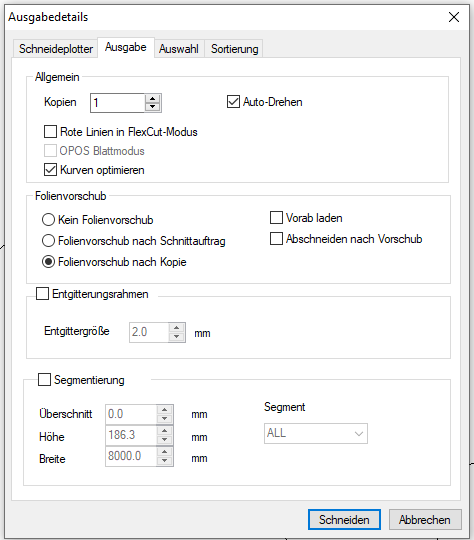 Ausgabedetails
Schneideplotter Ausgabe Auswahl Sortierung
Allgemein
Kopien 1 Auto-Drehen
Rote Linien in FlexCut-Modus
OPOS Blattmodus
Kurven optimieren
Folienvorschub
Kein Folienvorschub Vorab laden
Folienvorschub nach Schnittauftrag Abschneiden nach Vorschub
Folienvorschub nach Kopie
Entgitterungsrahmen
Entgittergröße 2.0 mm
Segmentierung
Überschnitt 0.0 mm Segment
Höhe 186.3 mm ALL
Breite 8000.0 mm
Schneiden Abbrechen